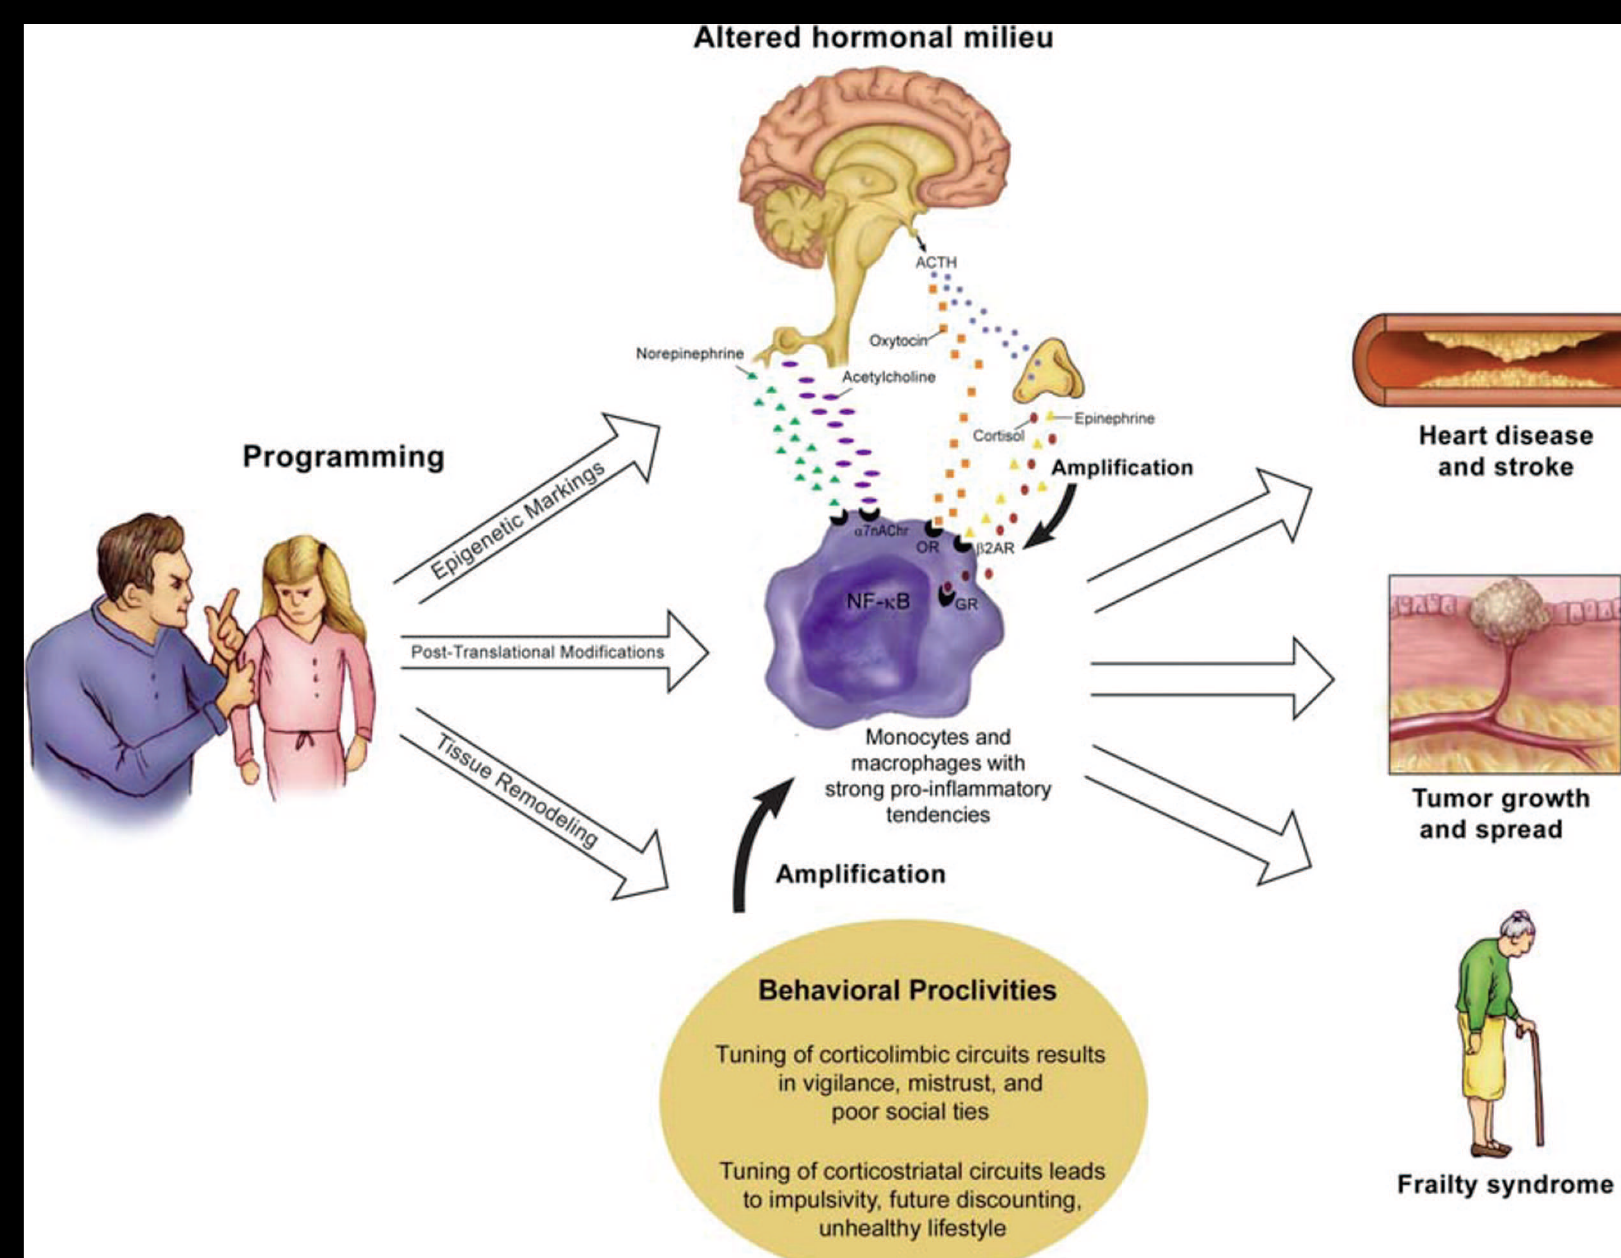 Altered hormonal milieu
ACTH
Oxytocin
Norepinephrine
Acetylcholine
Cortisol
Epinephrine
Amplification
Programming
Epigenetic Markings
Post-Translational Modifications
Tissue Remodeling
α7nAChr
OR
β2AR
NF-κB
GR
Monocytes and
macrophages with
strong pro-inflammatory
tendencies
Amplification
Behavioral Proclivities
Tuning of corticolimbic circuits results
in vigilance, mistrust, and
poor social ties
Tuning of corticostriatal circuits leads
to impulsivity, future discounting,
unhealthy lifestyle
Heart disease
and stroke
Tumor growth
and spread
Frailty syndrome